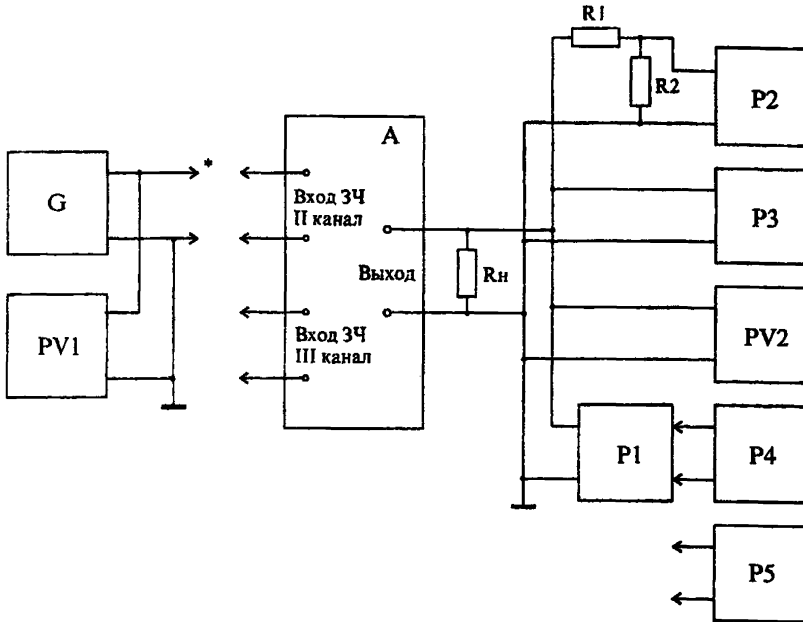 R1
R2
P2
A
*
G
Вход ЗЧ
II канал
P3
Выход
Rн
PV1
Вход ЗЧ
III канал
PV2
P1
P4
P5